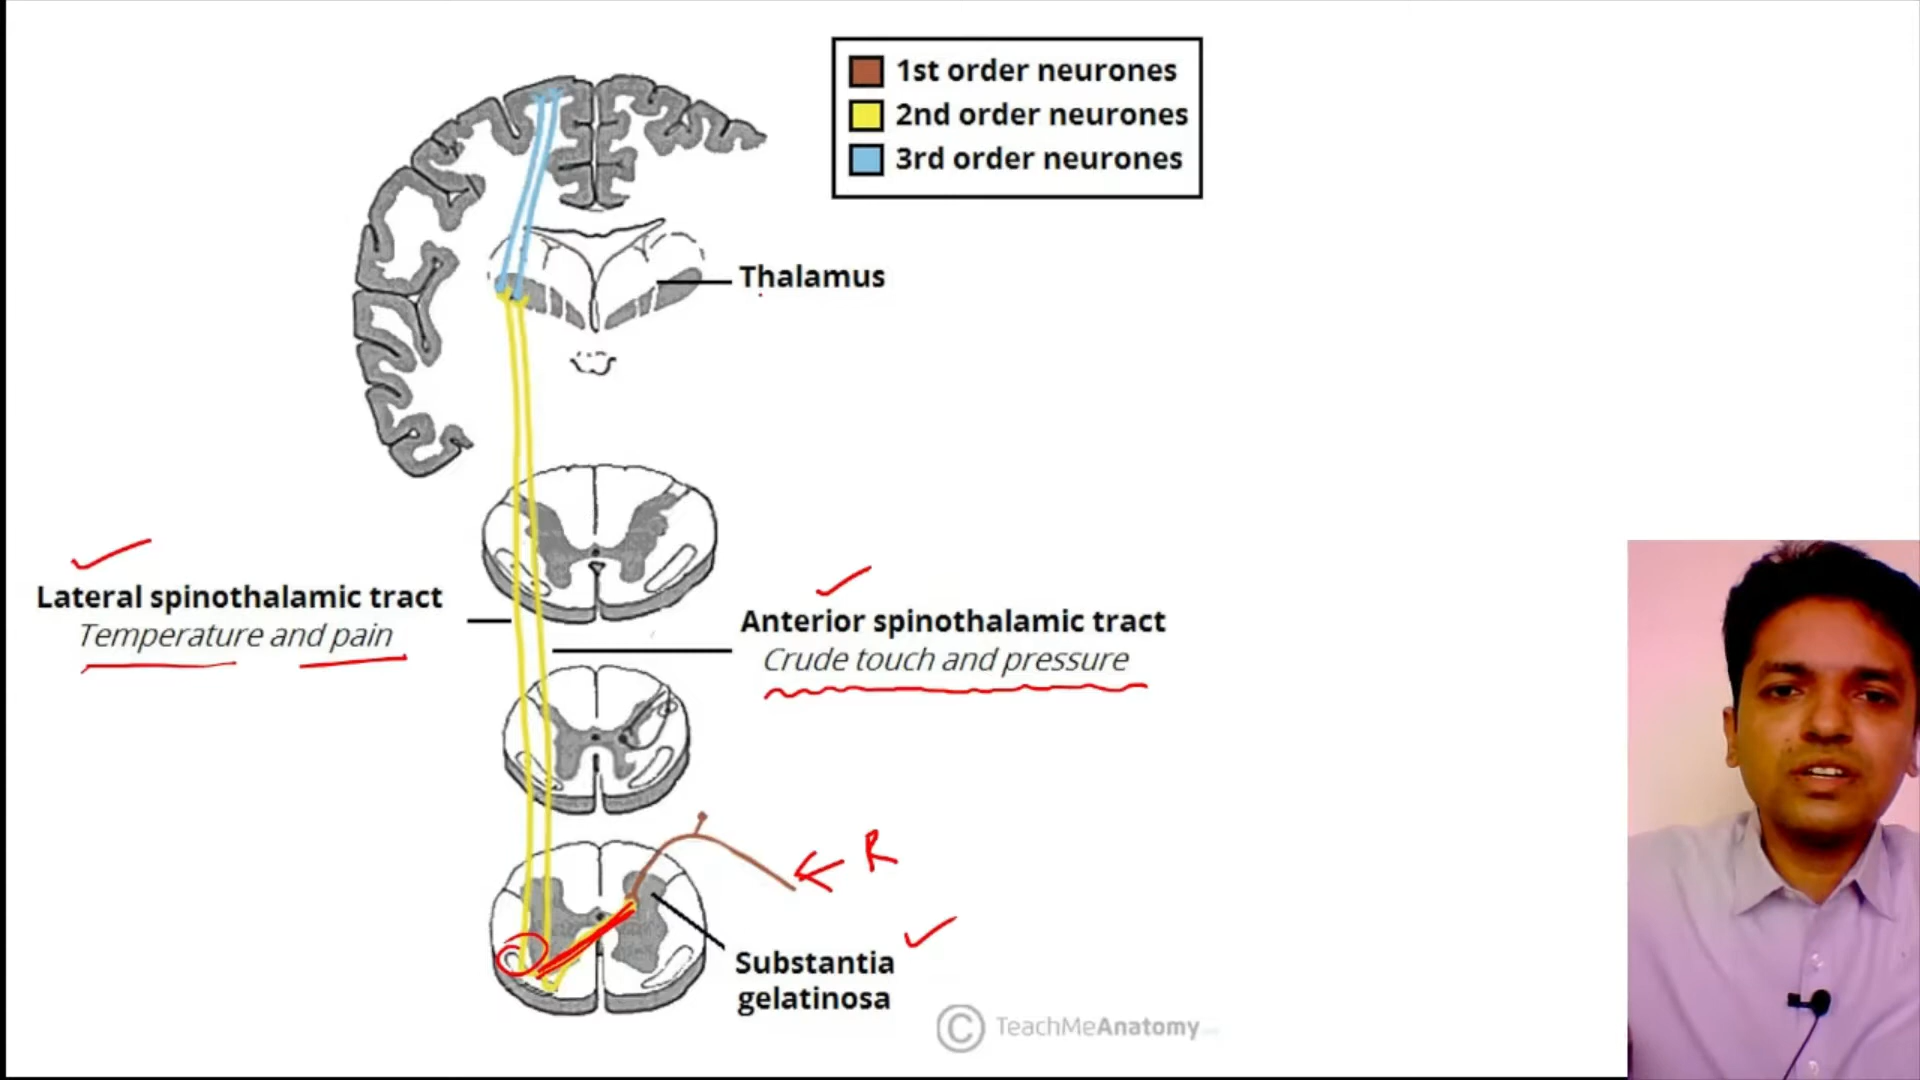 1st order neurones
2nd order neurones
3rd order neurones
Thalamus
Lateral spinothalamic tract
Temperature and pain
Anterior spinothalamic tract
Crude touch and pressure
R
Substantia
gelatinosa
© TeachMeAnatomy